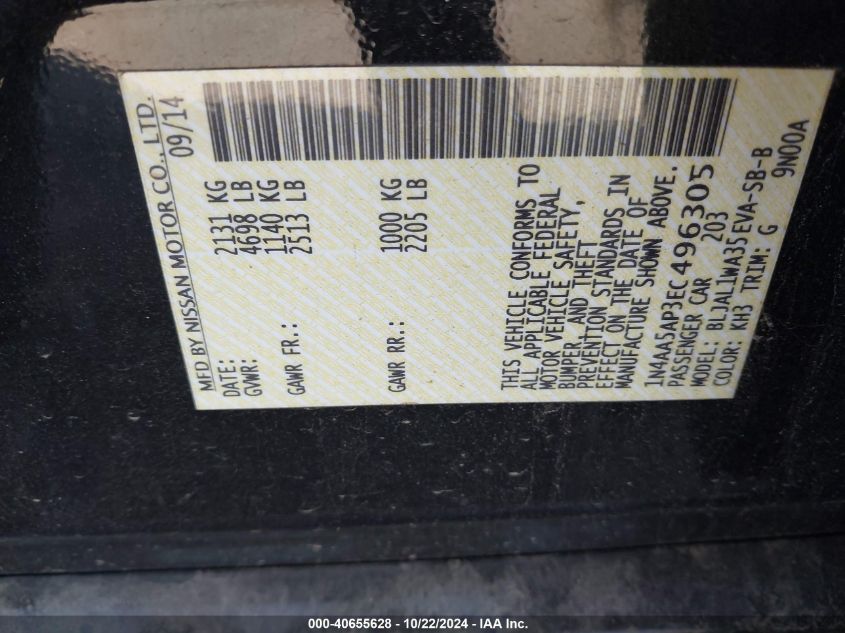 MFD BY NISSAN MOTOR CO., LTD.
DATE: 09/14
GVWR: 2131 KG
4698 LB
GAWR FR.: 1140 KG
2513 LB
GAWR RR.: 1000 KG
2205 LB
THIS VEHICLE CONFORMS TO
ALL APPLICABLE FEDERAL
MOTOR VEHICLE SAFETY,
BUMPER, AND THEFT
PREVENTION STANDARDS IN
EFFECT ON THE DATE OF
MANUFACTURE SHOWN ABOVE.
1N4AA5AP3EC496305
PASSENGER CAR 203
MODEL: BLJAL1WA35EVA-SB-B
COLOR: KH3 TRIM: G 9N00A
000-40655628 - 10/22/2024 - IAA Inc.